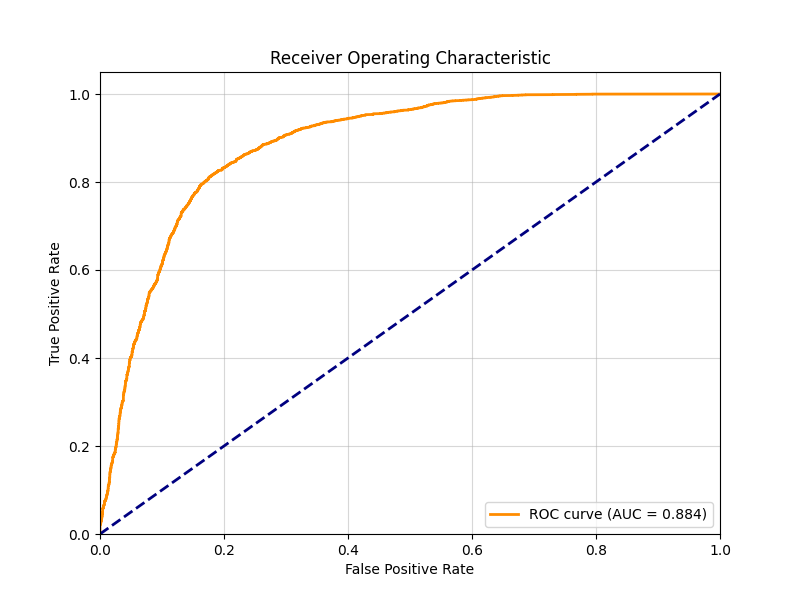 Receiver Operating Characteristic
True Positive Rate
1.0
0.8
0.6
0.4
0.2
0.0
ROC curve (AUC = 0.884)
0.0 0.2 0.4 0.6 0.8 1.0
False Positive Rate